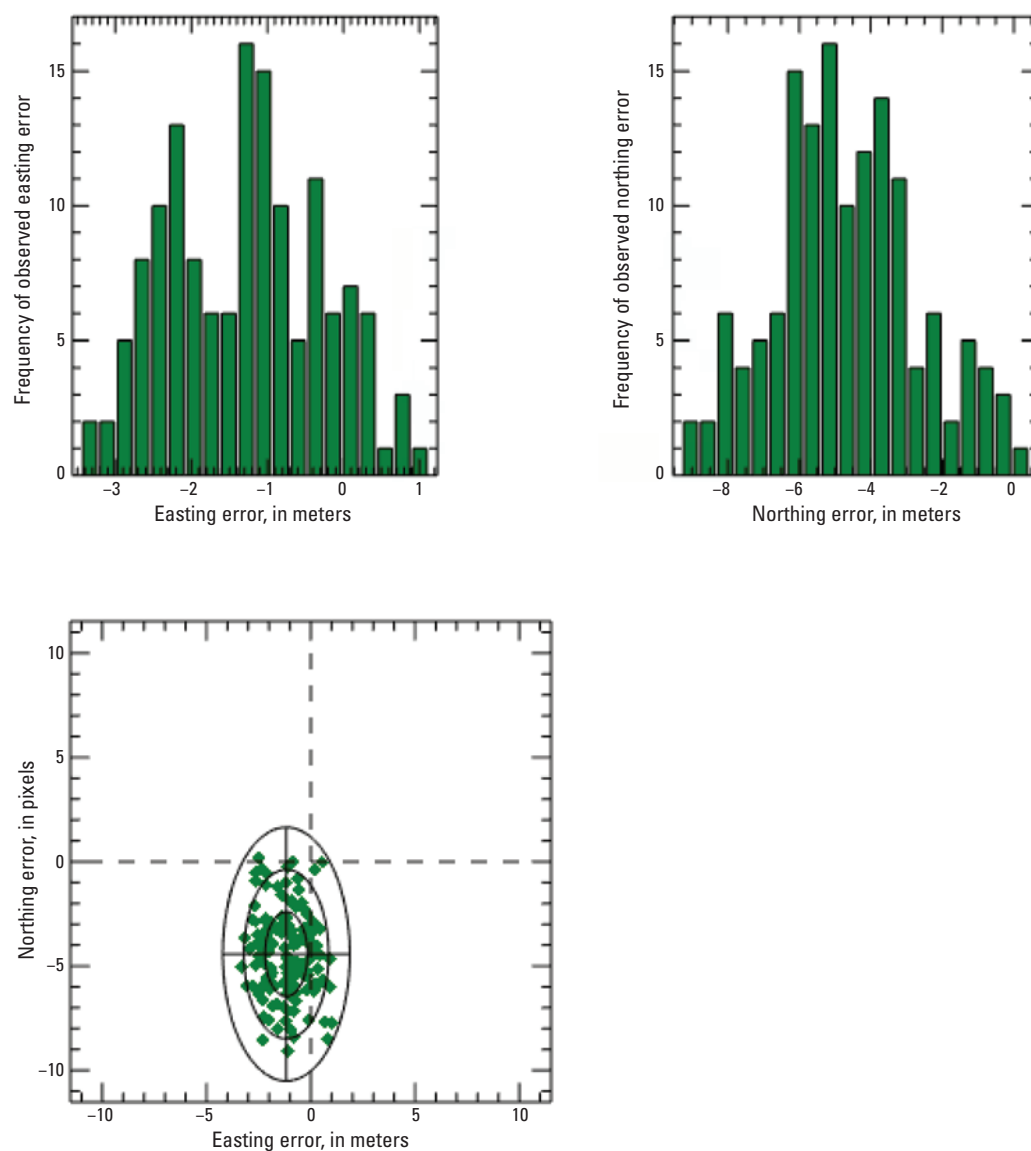 Frequency of observed easting error
15
10
5
0
−3 −2 −1 0 1
Easting error, in meters
Frequency of observed northing error
15
10
5
0
−8 −6 −4 −2 0
Northing error, in meters
Northing error, in pixels
10
5
0
−5
−10
−10 −5 0 5 10
Easting error, in meters